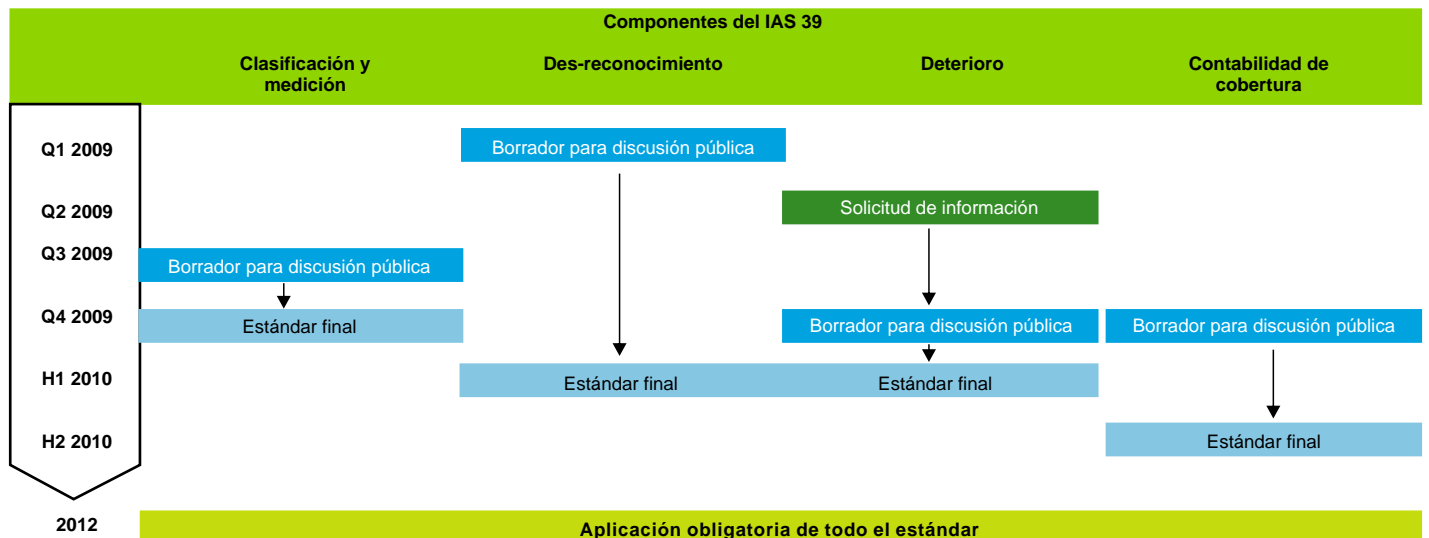 Componentes del IAS 39
Clasificación y
medición
Des-reconocimiento
Deterioro
Contabilidad de
cobertura
Q1 2009
Borrador para discusión pública
Q2 2009
Solicitud de información
Q3 2009
Borrador para discusión pública
Q4 2009
Estándar final
Borrador para discusión pública
Borrador para discusión pública
H1 2010
Estándar final
Estándar final
H2 2010
Estándar final
2012
Aplicación obligatoria de todo el estándar